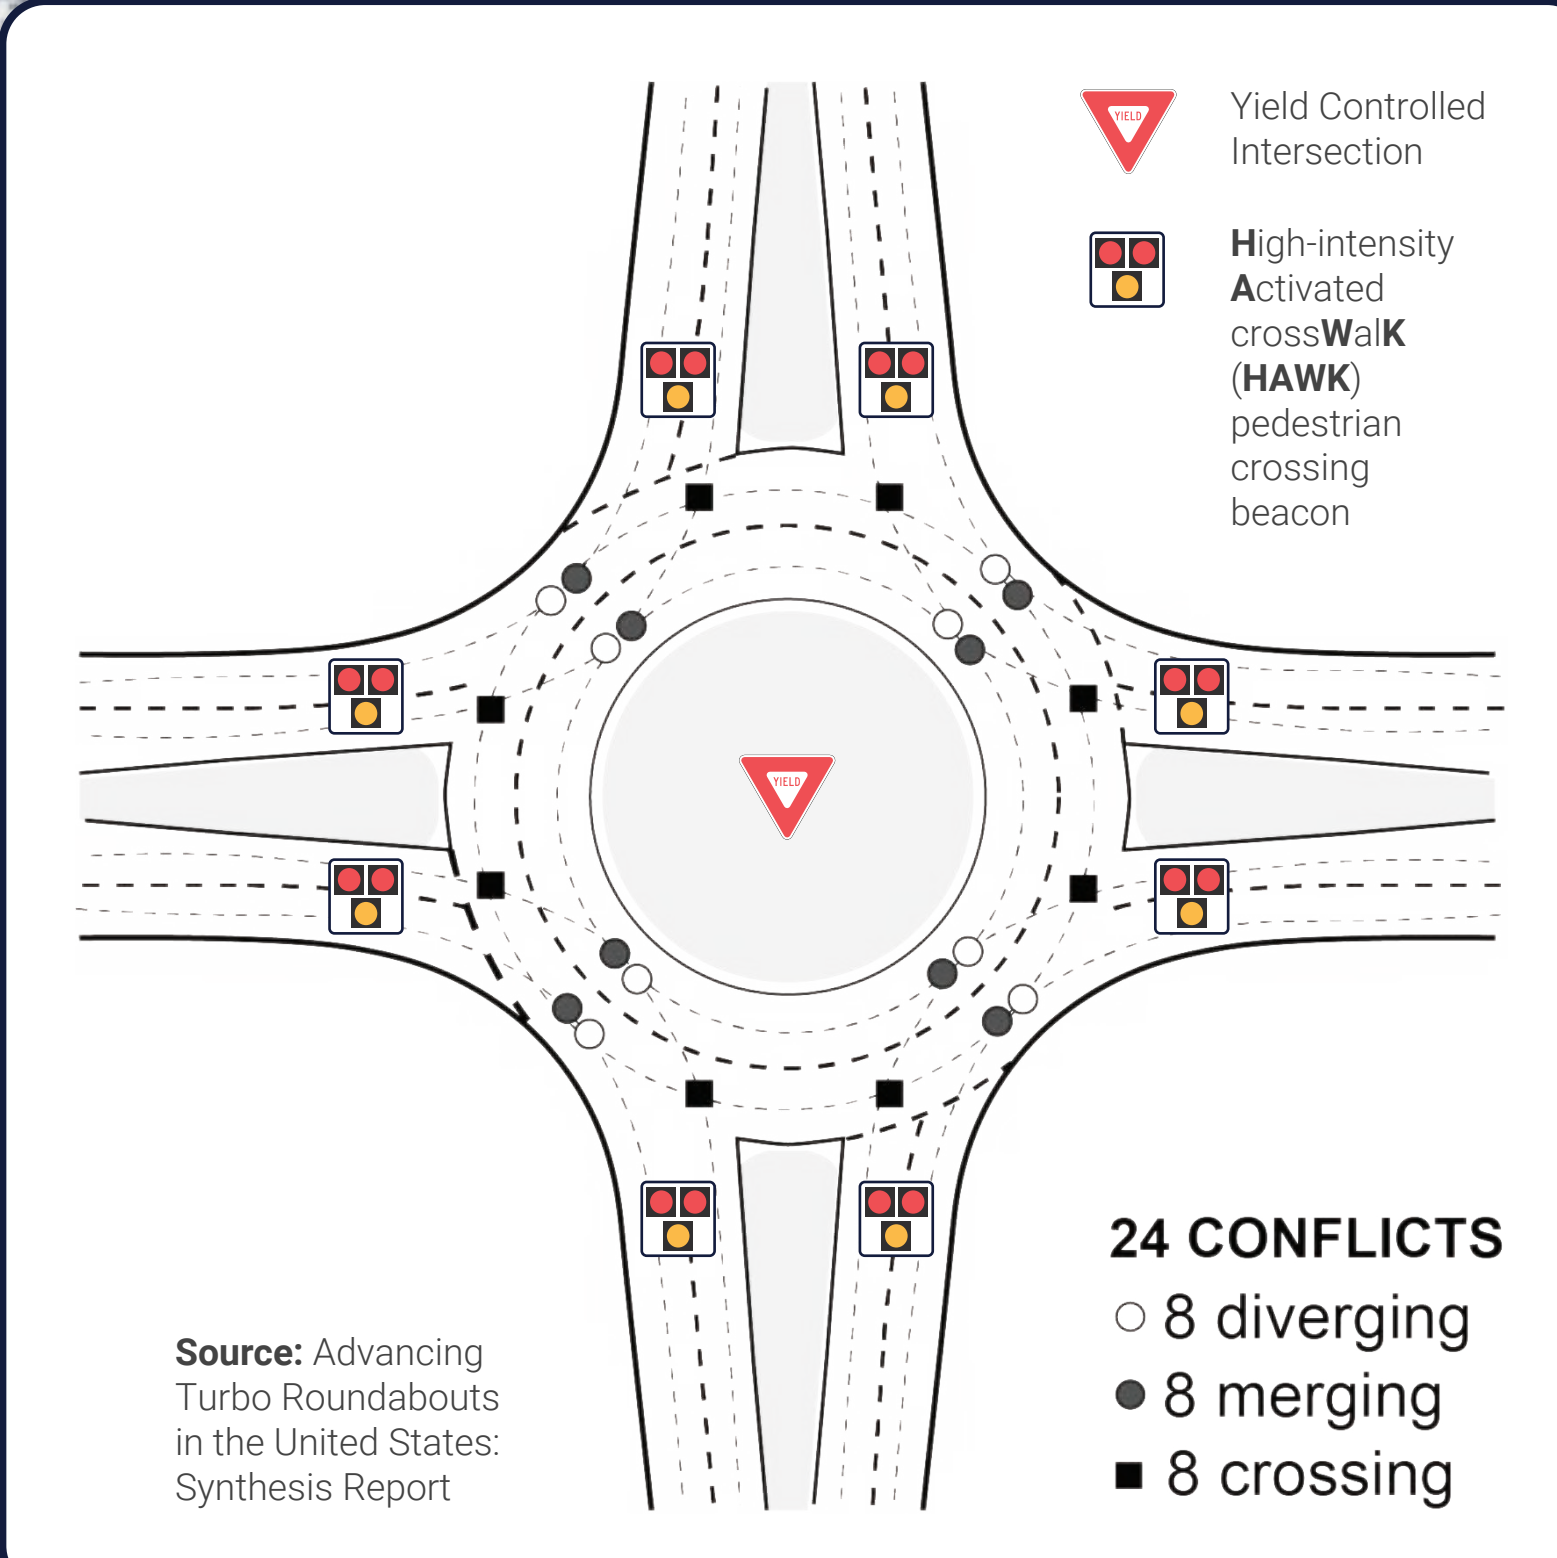 YIELD
Yield Controlled
Intersection
High-intensity
Activated
crossWalK
(HAWK)
pedestrian
crossing
beacon
YIELD
24 CONFLICTS
8 diverging
8 merging
8 crossing
Source: Advancing
Turbo Roundabouts
in the United States:
Synthesis Report